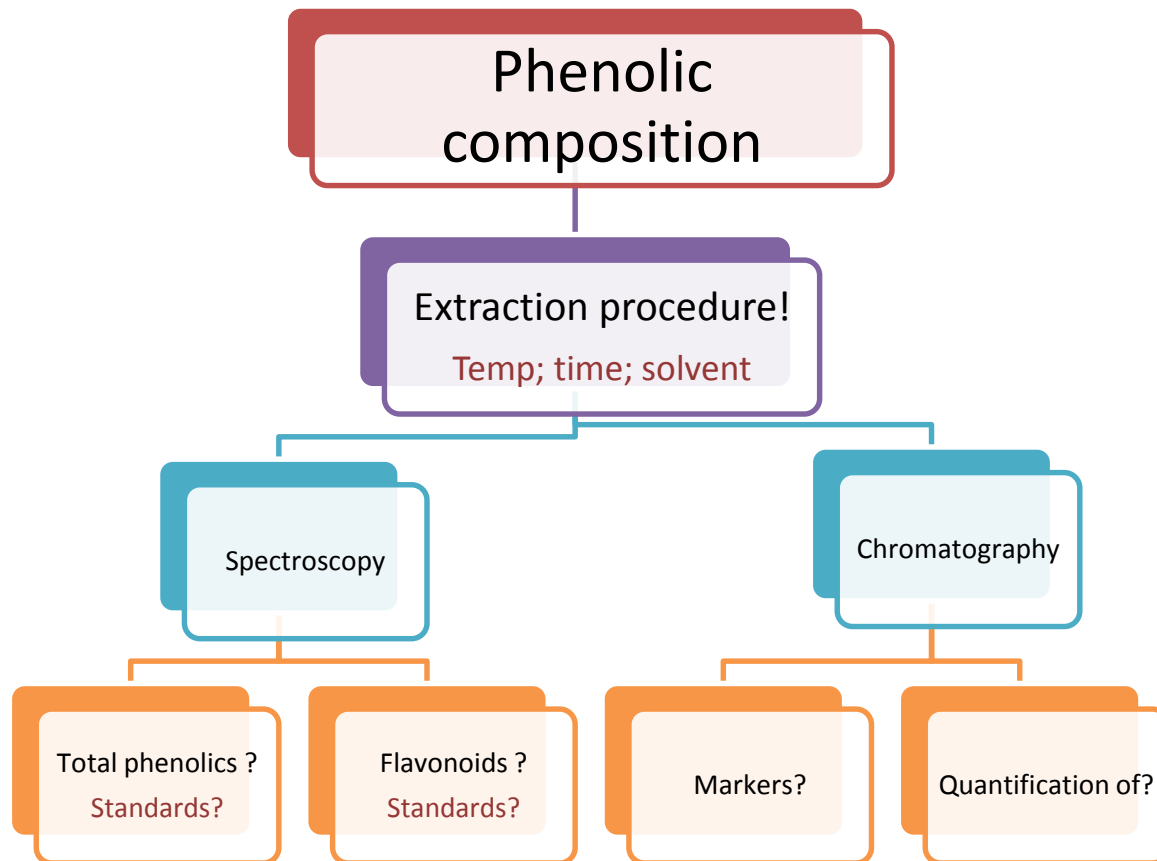 Phenolic
composition
Extraction procedure!
Temp; time; solvent
Spectroscopy
Chromatography
Total phenolics ?
Standards?
Flavonoids ?
Standards?
Markers?
Quantification of?